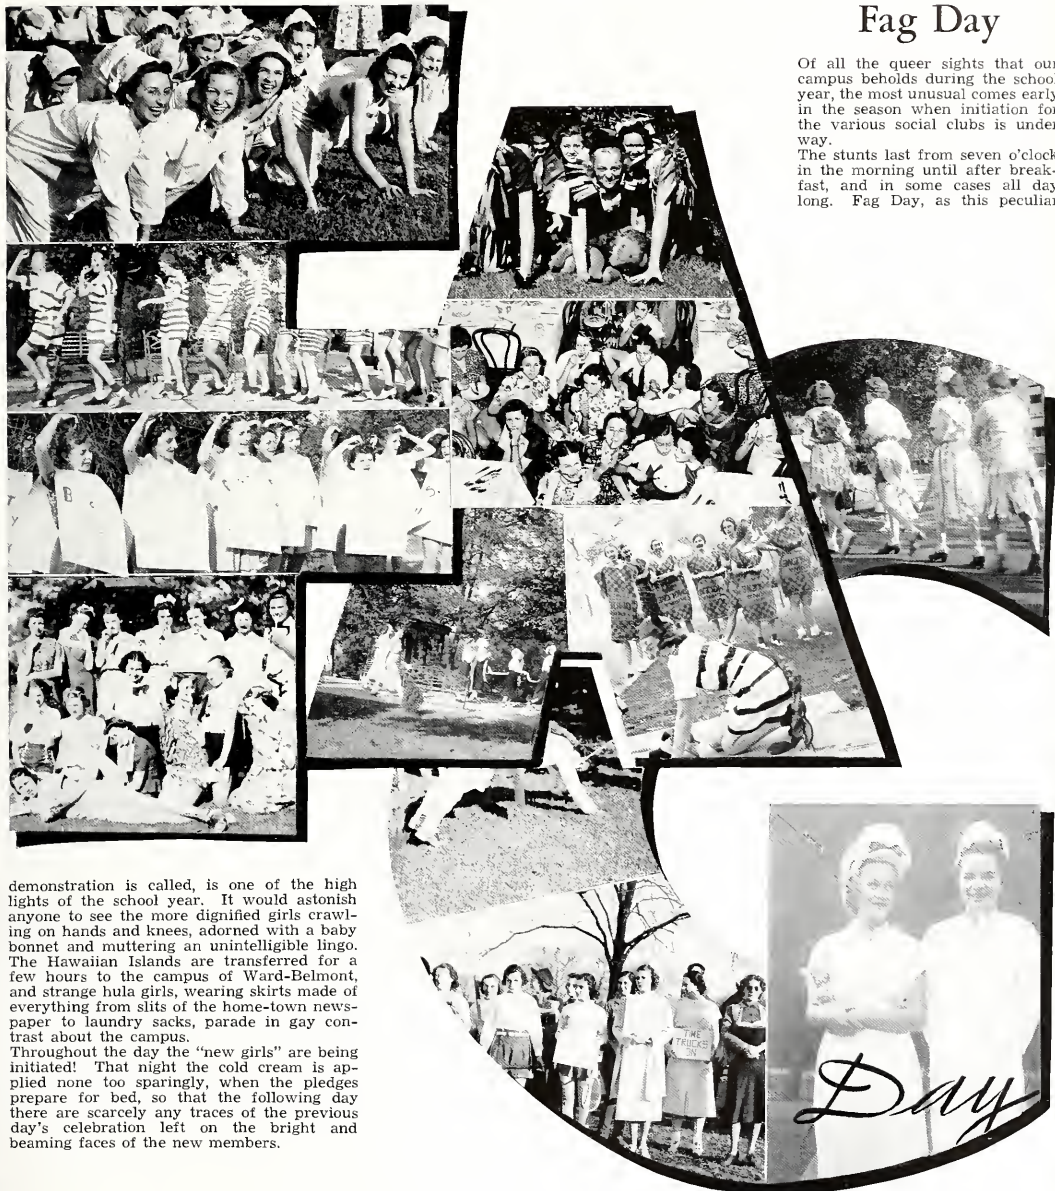 Fag Day
Of all the queer sights that our
campus beholds during the school
year, the most unusual comes early
in the season when initiation for
the various social clubs is under
way.
The stunts last from seven o'clock
in the morning until after break-
fast, and in some cases all day
long. Fag Day, as this peculiar
FAG
demonstration is called, is one of the high
lights of the school year. It would astonish
anyone to see the more dignified girls crawl-
ing on hands and knees, adorned with a baby
bonnet and muttering an unintelligible lingo.
The Hawaiian Islands are transferred for a
few hours to the campus of Ward-Belmont,
and strange hula girls, wearing skirts made of
everything from slits of the home-town news-
paper to laundry sacks, parade in gay con-
trast about the campus.
Throughout the day the "new girls" are being
initiated! That night the cold cream is ap-
plied none too sparingly, when the pledges
prepare for bed, so that the following day
there are scarcely any traces of the previous
day's celebration left on the bright and
beaming faces of the new members.
THE
TRUCKS
ON
Day